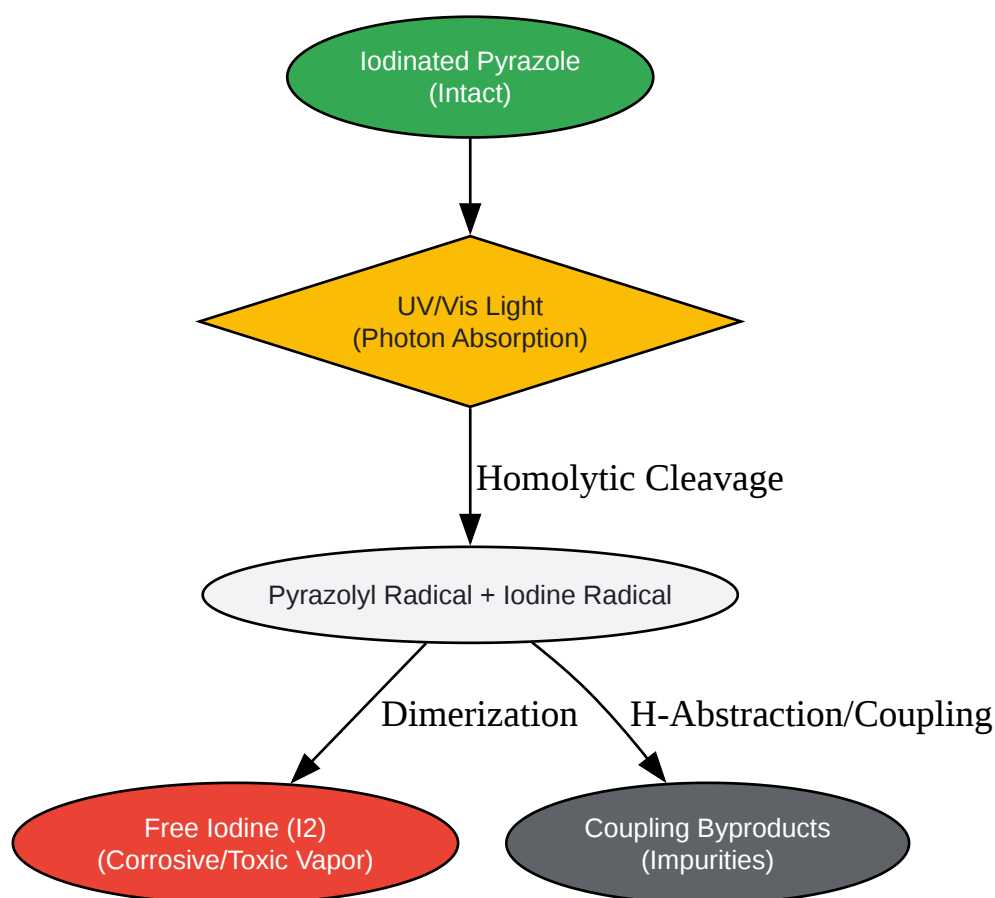 Iodinated Pyrazole
(Intact)
UV/Vis Light
(Photon Absorption)
Homolytic Cleavage
Pyrazolyl Radical + Iodine Radical
Dimerization
H-Abstraction/Coupling
Free Iodine (I2)
(Corrosive/Toxic Vapor)
Coupling Byproducts
(Impurities)